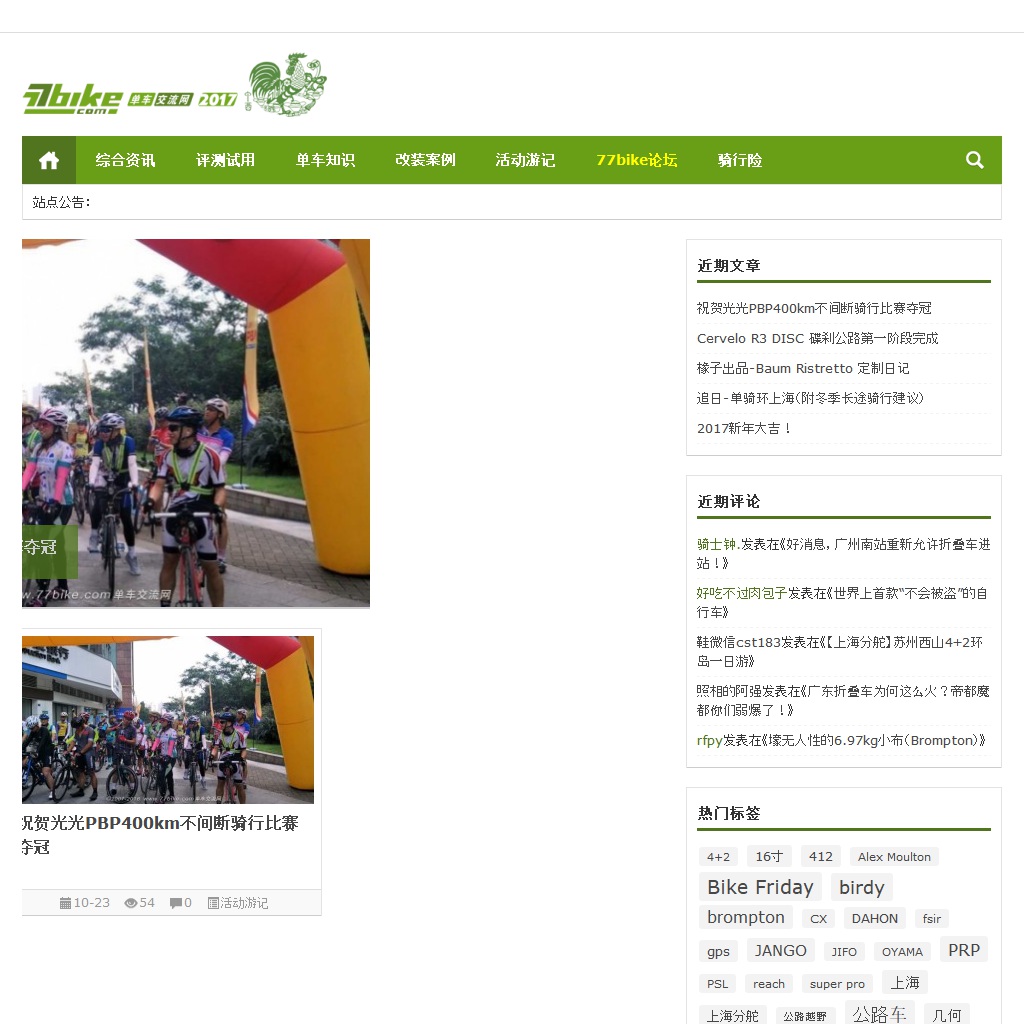 77bike
.com
单车交流网 2017
综合资讯 评测试用 单车知识 改装案例 活动游记 77bike论坛 骑行险
站点公告：
夺冠
w.77bike.com 单车交流网
祝贺光光PBP400km不间断骑行比赛
夺冠
10-23 54 0 活动游记
近期文章
祝贺光光PBP400km不间断骑行比赛夺冠
Cervelo R3 DISC 碟刹公路第一阶段完成
橡子出品-Baum Ristretto 定制日记
追日-单骑环上海（附冬季长途骑行建议）
2017新年大吉！
近期评论
骑士钟.发表在《好消息，广州南站重新允许折叠车进
站！》
好吃不过肉包子发表在《世界上首款“不会被盗”的自
行车》
鞋微信cst183发表在《【上海分舵】苏州西山4+2环
岛一日游》
照相的阿强发表在《广东折叠车为何这么火？帝都魔
都你们弱爆了！》
rfpy发表在《壕无人性的6.97kg小布（Brompton）》
热门标签
4+2 16寸 412 Alex Moulton
Bike Friday birdy
brompton CX DAHON fsir
gps JANGO JIFO OYAMA PRP
PSL reach super pro 上海
上海分舵 公路越野 公路车 几何